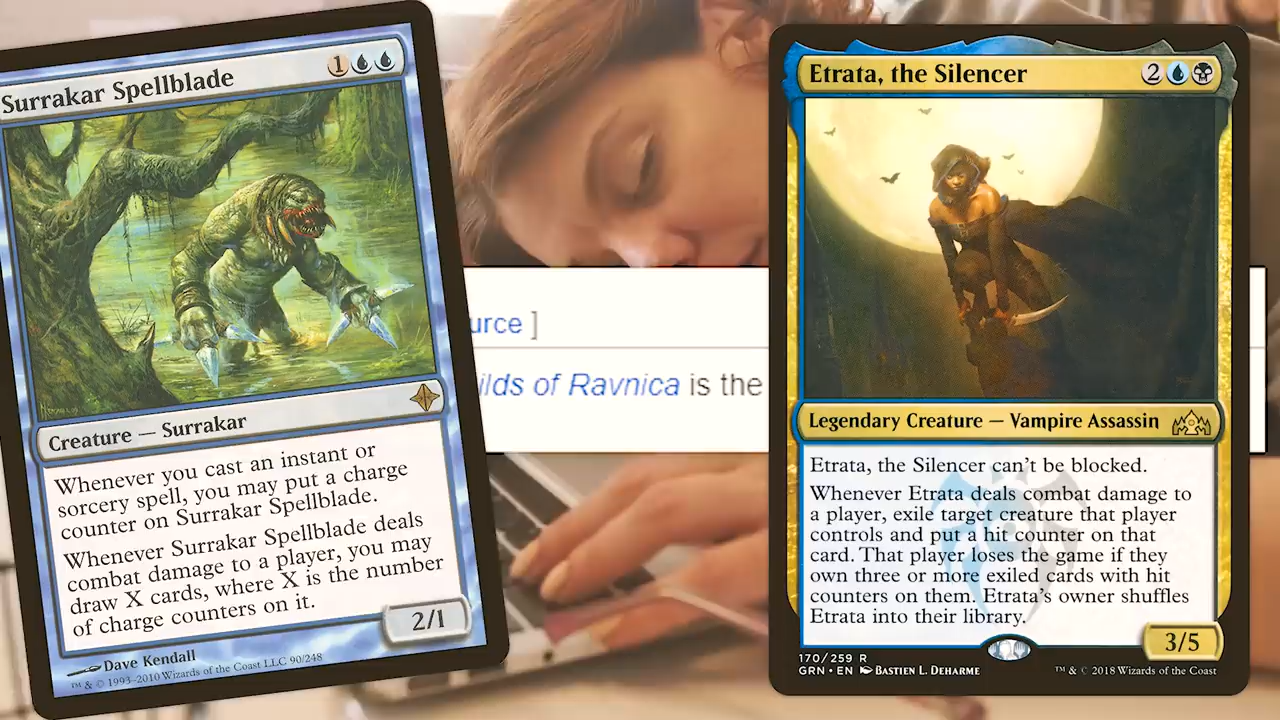 Surrakar Spellblade
1
Creature — Surrakar
Whenever you cast an instant or
sorcery spell, you may put a charge
counter on Surrakar Spellblade.
Whenever Surrakar Spellblade deals
combat damage to a player, you may
draw X cards, where X is the number
of charge counters on it.
2/1
Dave Kendall
™ & © 1993–2010 Wizards of the Coast LLC 90/248
urce ]
ilds of Ravnica is the
Etrata, the Silencer
2
Legendary Creature — Vampire Assassin
Etrata, the Silencer can't be blocked.
Whenever Etrata deals combat damage to
a player, exile target creature that player
controls and put a hit counter on that
card. That player loses the game if they
own three or more exiled cards with hit
counters on them. Etrata's owner shuffles
Etrata into their library.
3/5
170/259 R
GRN • EN Bastien L. Deharme
™ & © 2018 Wizards of the Coast